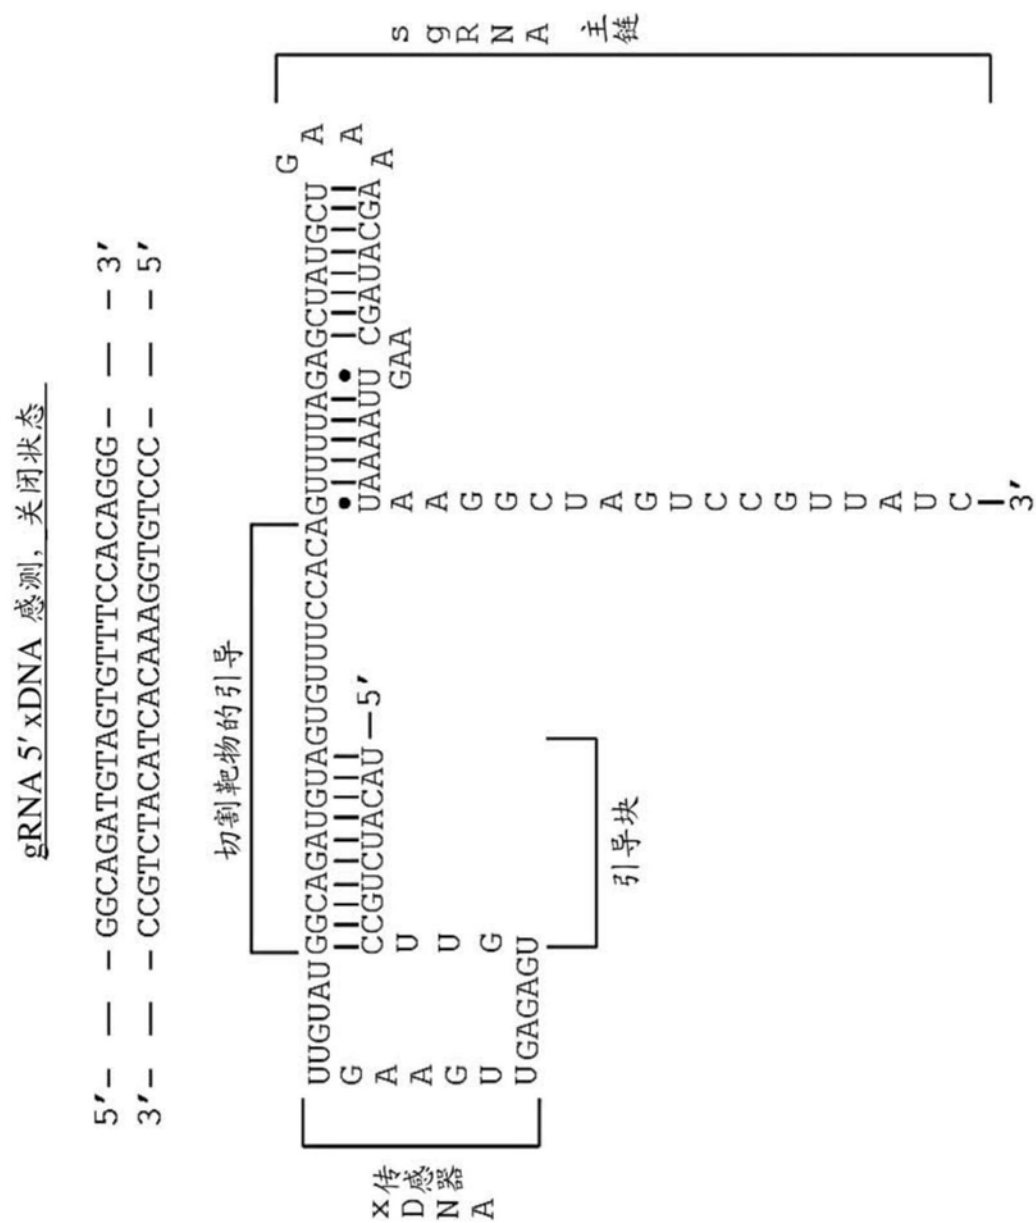 gRNA 5' xDNA 感测, 关闭状态
5'- — - GGCAGATGTAGTGTTTCCACAGGG - — - 3'
3'- — - CCGTCTACATCACAAAGGTGTCCC - — - 5'
切割靶物的引导
UUGUAUGGCAGAUGUAGUGUUUCCACAGUUUUAGAGCUAUGCU
G
A
A
A
CCGUCUACAU—5'
UAAAAUU
GAA
CGAUACGA
G
A
A
G
U
UGAGAGU
U
U
G
A
A
G
G
C
U
A
G
U
C
C
G
U
U
A
U
C
3'
引导块
xDNA
传感器
sgRNA 主链